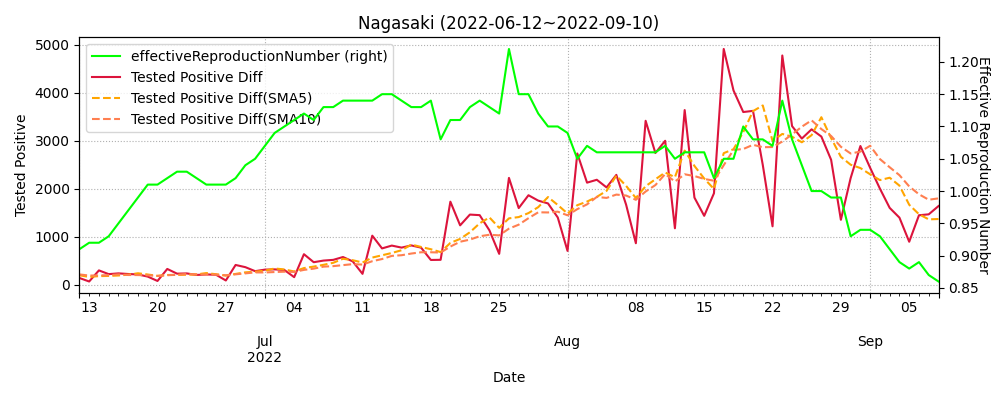 Nagasaki (2022-06-12~2022-09-10)
effectiveReproductionNumber (right)
Tested Positive Diff
Tested Positive Diff(SMA5)
Tested Positive Diff(SMA10)
Tested Positive
5000
4000
3000
2000
1000
0
Effective Reproduction Number
1.20
1.15
1.10
1.05
1.00
0.95
0.90
0.85
13 20 27 04 11 18 25 08 15 22 29 05
Jul Aug Sep
2022
Date